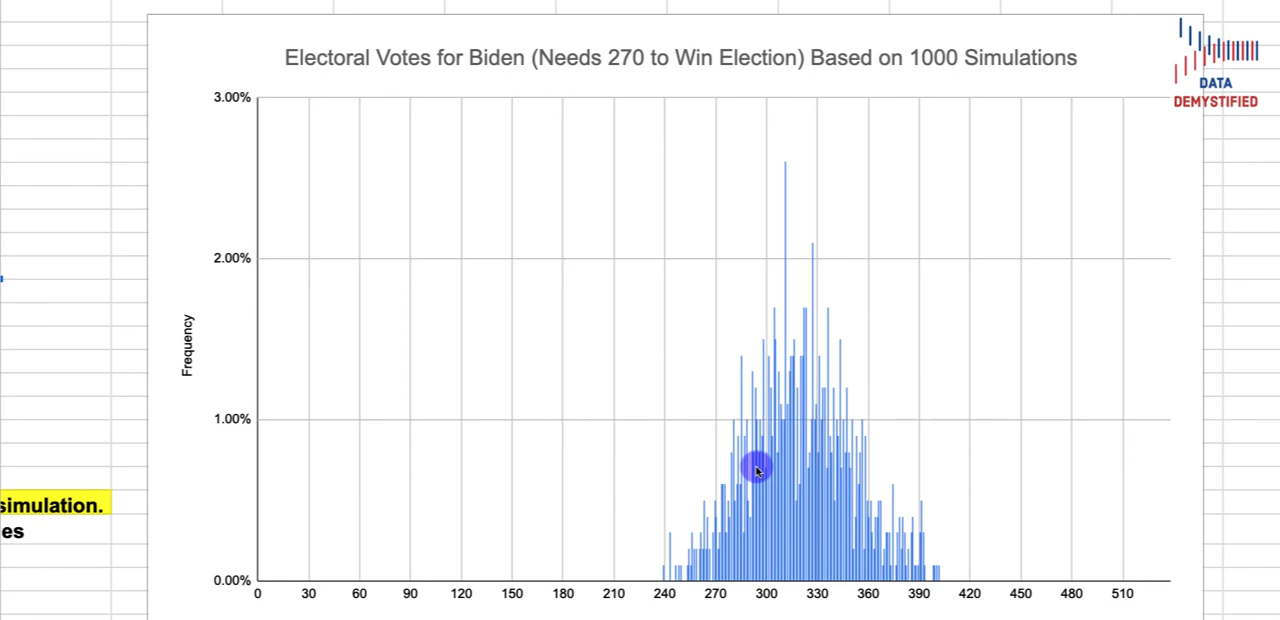 Electoral Votes for Biden (Needs 270 to Win Election) Based on 1000 Simulations
DATA
DEMYSTIFIED
3.00%
2.00%
Frequency
1.00%
simulation.
es
0.00%
0 30 60 90 120 150 180 210 240 270 300 330 360 390 420 450 480 510